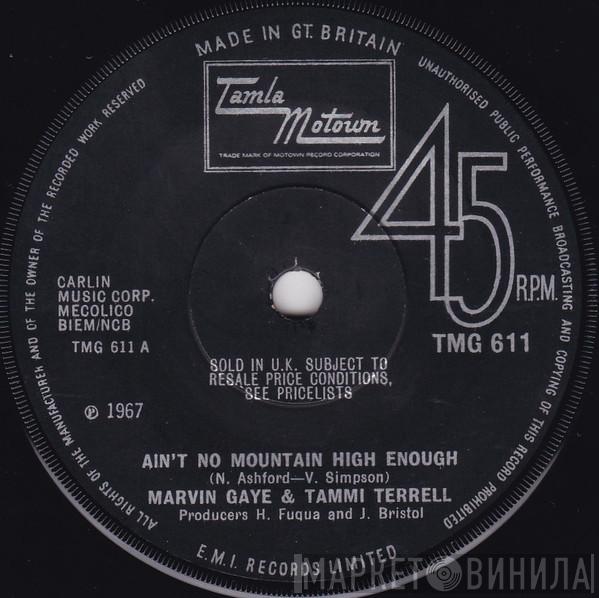 MADE IN GT. BRITAIN
UNAUTHORISED PUBLIC PERFORMANCE BROADCASTING AND COPYING OF THIS RECORD PROHIBITED
ALL RIGHTS OF THE MANUFACTURER AND OF THE OWNER OF THE RECORDED WORK RESERVED
Tamla
Motown
TRADE MARK OF MOTOWN RECORD CORPORATION
45
R.P.M.
TMG 611
CARLIN
MUSIC CORP.
MECOLICO
BIEM/NCB
TMG 611 A
SOLD IN U.K. SUBJECT TO
RESALE PRICE CONDITIONS,
SEE PRICELISTS
℗ 1967
AIN'T NO MOUNTAIN HIGH ENOUGH
(N. Ashford—V. Simpson)
MARVIN GAYE & TAMMI TERRELL
Producers H. Fuqua and J. Bristol
E.M.I. RECORDS LIMITED
МАРКЕТ ВИНИЛА